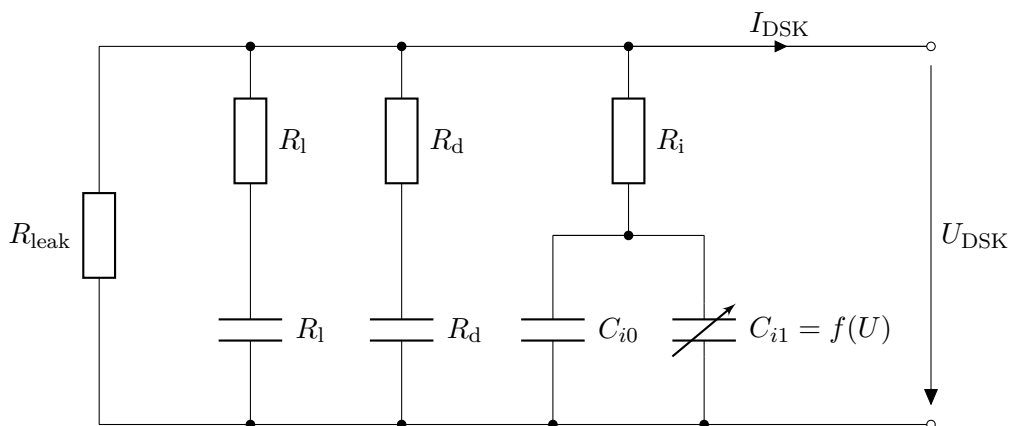 I_DSK
R_l
R_d
R_i
R_leak
U_DSK
R_l
R_d
C_i0
C_i1 = f(U)